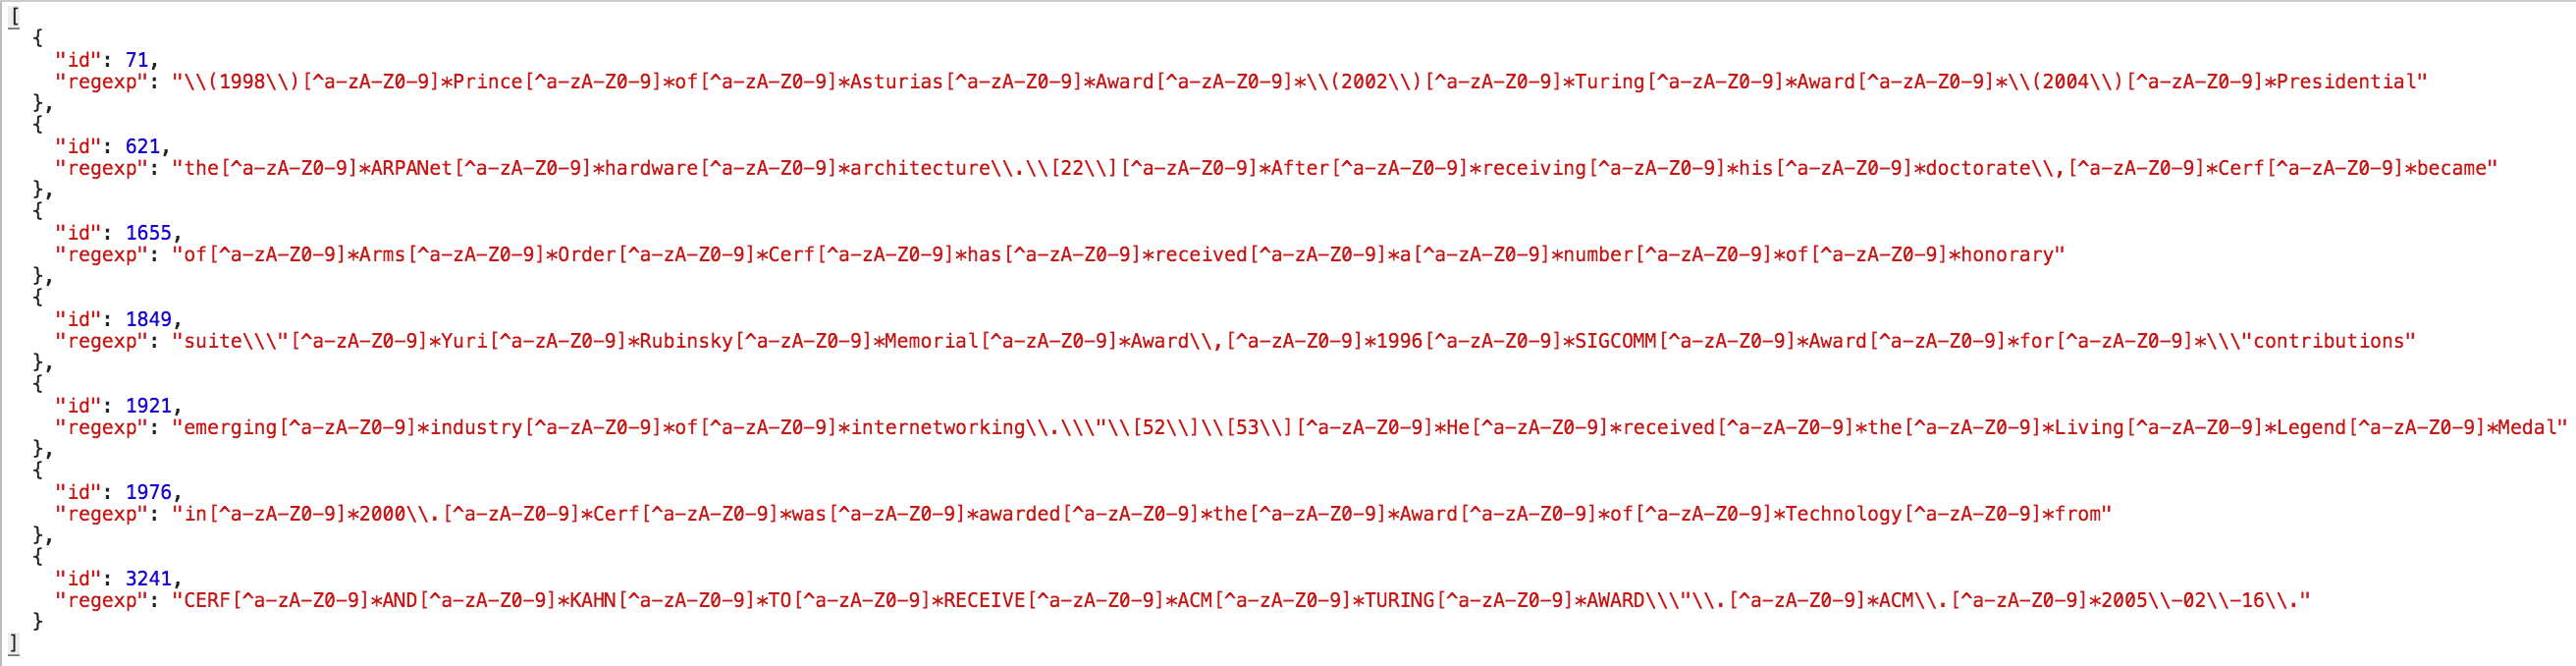 [
  {
    "id": 71,
    "regexp": "\\(1998\\)[^a-zA-Z0-9]*Prince[^a-zA-Z0-9]*of[^a-zA-Z0-9]*Asturias[^a-zA-Z0-9]*Award[^a-zA-Z0-9]*\\(2002\\)[^a-zA-Z0-9]*Turing[^a-zA-Z0-9]*Award[^a-zA-Z0-9]*\\(2004\\)[^a-zA-Z0-9]*Presidential"
  },
  {
    "id": 621,
    "regexp": "the[^a-zA-Z0-9]*ARPANet[^a-zA-Z0-9]*hardware[^a-zA-Z0-9]*architecture\\.\\[22\\][^a-zA-Z0-9]*After[^a-zA-Z0-9]*receiving[^a-zA-Z0-9]*his[^a-zA-Z0-9]*doctorate\\,[^a-zA-Z0-9]*Cerf[^a-zA-Z0-9]*became"
  },
  {
    "id": 1655,
    "regexp": "of[^a-zA-Z0-9]*Arms[^a-zA-Z0-9]*Order[^a-zA-Z0-9]*Cerf[^a-zA-Z0-9]*has[^a-zA-Z0-9]*received[^a-zA-Z0-9]*a[^a-zA-Z0-9]*number[^a-zA-Z0-9]*of[^a-zA-Z0-9]*honorary"
  },
  {
    "id": 1849,
    "regexp": "suite\\\"[^a-zA-Z0-9]*Yuri[^a-zA-Z0-9]*Rubinsky[^a-zA-Z0-9]*Memorial[^a-zA-Z0-9]*Award\\,[^a-zA-Z0-9]*1996[^a-zA-Z0-9]*SIGCOMM[^a-zA-Z0-9]*Award[^a-zA-Z0-9]*for[^a-zA-Z0-9]*\\\"contributions"
  },
  {
    "id": 1921,
    "regexp": "emerging[^a-zA-Z0-9]*industry[^a-zA-Z0-9]*of[^a-zA-Z0-9]*internetworking\\.\\\"\\[52\\]\\[53\\][^a-zA-Z0-9]*He[^a-zA-Z0-9]*received[^a-zA-Z0-9]*the[^a-zA-Z0-9]*Living[^a-zA-Z0-9]*Legend[^a-zA-Z0-9]*Medal"
  },
  {
    "id": 1976,
    "regexp": "in[^a-zA-Z0-9]*2000\\.[^a-zA-Z0-9]*Cerf[^a-zA-Z0-9]*was[^a-zA-Z0-9]*awarded[^a-zA-Z0-9]*the[^a-zA-Z0-9]*Award[^a-zA-Z0-9]*of[^a-zA-Z0-9]*Technology[^a-zA-Z0-9]*from"
  },
  {
    "id": 3241,
    "regexp": "CERF[^a-zA-Z0-9]*AND[^a-zA-Z0-9]*KAHN[^a-zA-Z0-9]*TO[^a-zA-Z0-9]*RECEIVE[^a-zA-Z0-9]*ACM[^a-zA-Z0-9]*TURING[^a-zA-Z0-9]*AWARD\\\"\\.[^a-zA-Z0-9]*ACM\\.[^a-zA-Z0-9]*2005\\-02\\-16\\."
  }
]